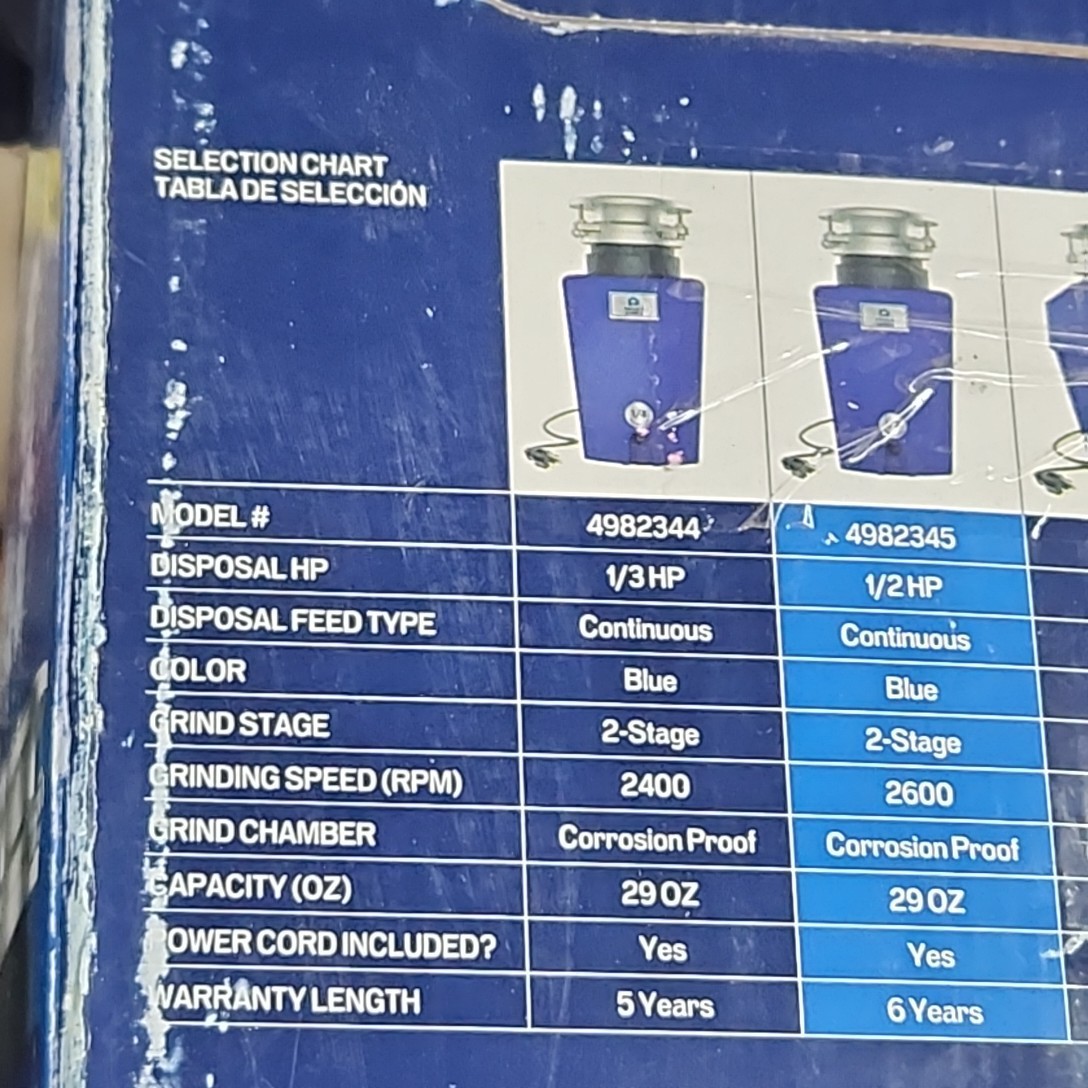 SELECTION CHART
TABLA DE SELECCIÓN
MODEL # 4982344 4982345
DISPOSAL HP 1/3 HP 1/2 HP
DISPOSAL FEED TYPE Continuous Continuous
COLOR Blue Blue
GRIND STAGE 2-Stage 2-Stage
GRINDING SPEED (RPM) 2400 2600
GRIND CHAMBER Corrosion Proof Corrosion Proof
CAPACITY (OZ) 29 OZ 29 OZ
POWER CORD INCLUDED? Yes Yes
WARRANTY LENGTH 5 Years 6 Years